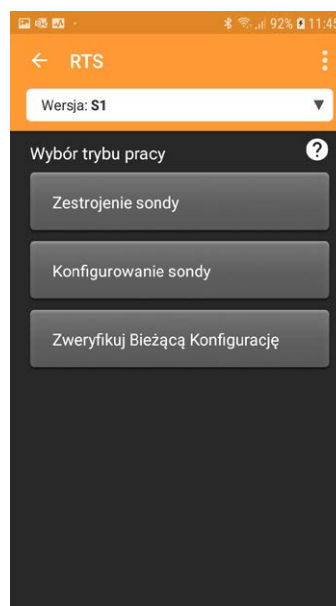 92% 11:45
RTS
Wersja: S1
Wybór trybu pracy
?
Zestrojenie sondy
Konfigurowanie sondy
Zweryfikuj Bieżącą Konfigurację